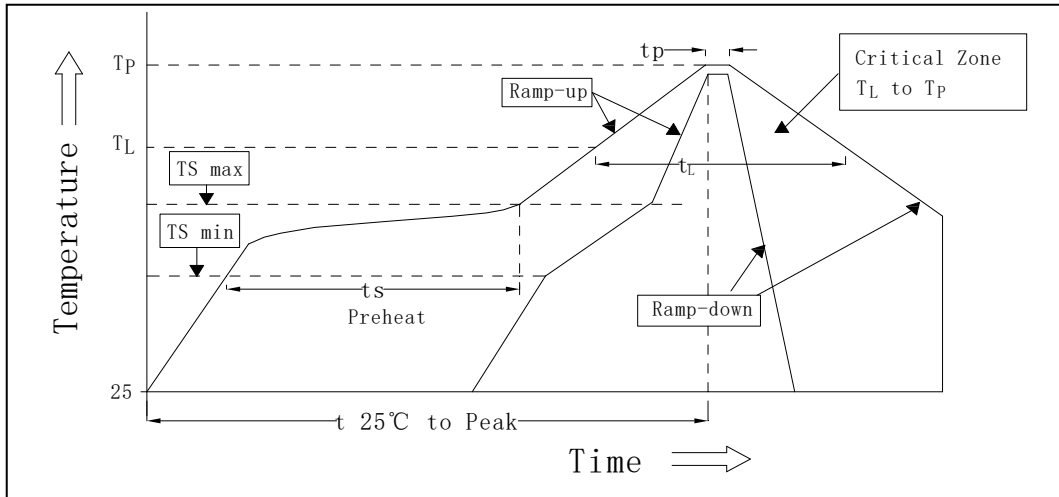 tp
TP
Ramp-up
Critical Zone
TL to TP
TL
TS max
tL
TS min
ts
Preheat
Ramp-down
25
t 25℃ to Peak
Temperature
Time